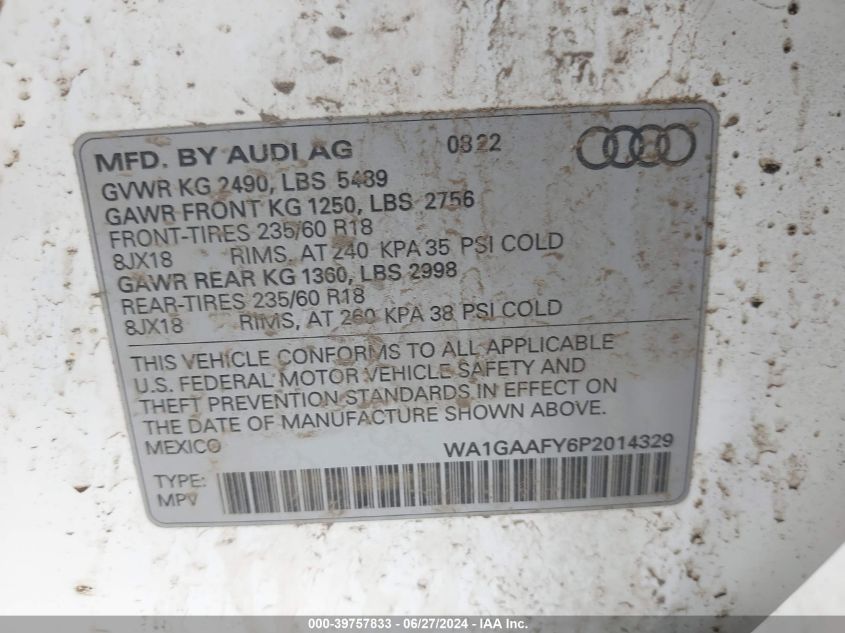 MFD. BY AUDI AG 08 22
GVWR KG 2490, LBS 5489
GAWR FRONT KG 1250, LBS 2756
FRONT-TIRES 235/60 R18
8JX18 RIMS, AT 240 KPA 35 PSI COLD
GAWR REAR KG 1360, LBS 2998
REAR-TIRES 235/60 R18
8JX18 RIMS, AT 260 KPA 38 PSI COLD
THIS VEHICLE CONFORMS TO ALL APPLICABLE
U.S. FEDERAL MOTOR VEHICLE SAFETY AND
THEFT PREVENTION STANDARDS IN EFFECT ON
THE DATE OF MANUFACTURE SHOWN ABOVE.
MEXICO WA1GAAFY6P2014329
TYPE:
MPV
000-39757833 - 06/27/2024 - IAA Inc.